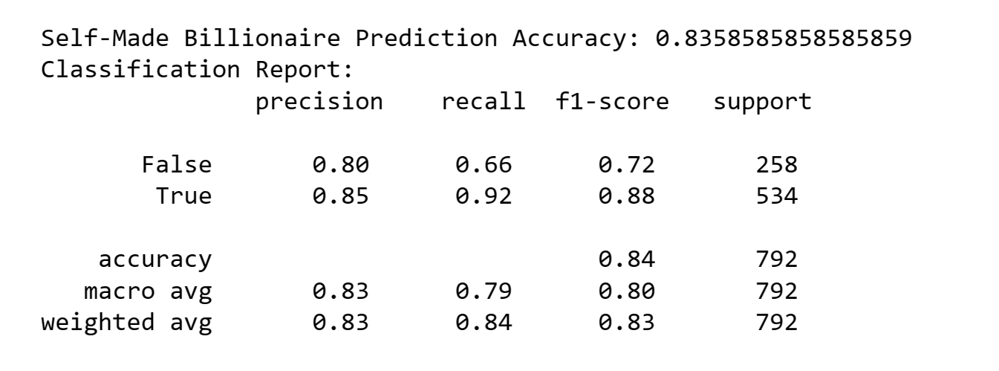 Self-Made Billionaire Prediction Accuracy: 0.8358585858585859
Classification Report:
precision recall f1-score support
False 0.80 0.66 0.72 258
True 0.85 0.92 0.88 534
accuracy 0.84 792
macro avg 0.83 0.79 0.80 792
weighted avg 0.83 0.84 0.83 792